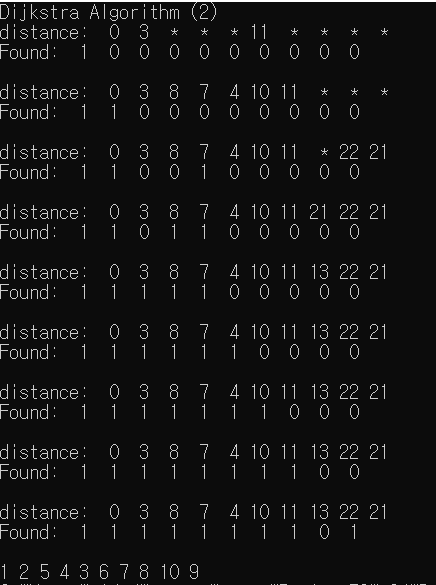 Dijkstra Algorithm (2)
distance: 0 3 * * * 11 * * * *
Found: 1 0 0 0 0 0 0 0 0 0
distance: 0 3 8 7 4 10 11 * * *
Found: 1 1 0 0 0 0 0 0 0 0
distance: 0 3 8 7 4 10 11 * 22 21
Found: 1 1 0 0 1 0 0 0 0 0
distance: 0 3 8 7 4 10 11 21 22 21
Found: 1 1 0 1 1 0 0 0 0 0
distance: 0 3 8 7 4 10 11 13 22 21
Found: 1 1 1 1 1 0 0 0 0 0
distance: 0 3 8 7 4 10 11 13 22 21
Found: 1 1 1 1 1 1 0 0 0 0
distance: 0 3 8 7 4 10 11 13 22 21
Found: 1 1 1 1 1 1 1 0 0 0
distance: 0 3 8 7 4 10 11 13 22 21
Found: 1 1 1 1 1 1 1 1 0 0
distance: 0 3 8 7 4 10 11 13 22 21
Found: 1 1 1 1 1 1 1 1 0 1
1 2 5 4 3 6 7 8 10 9